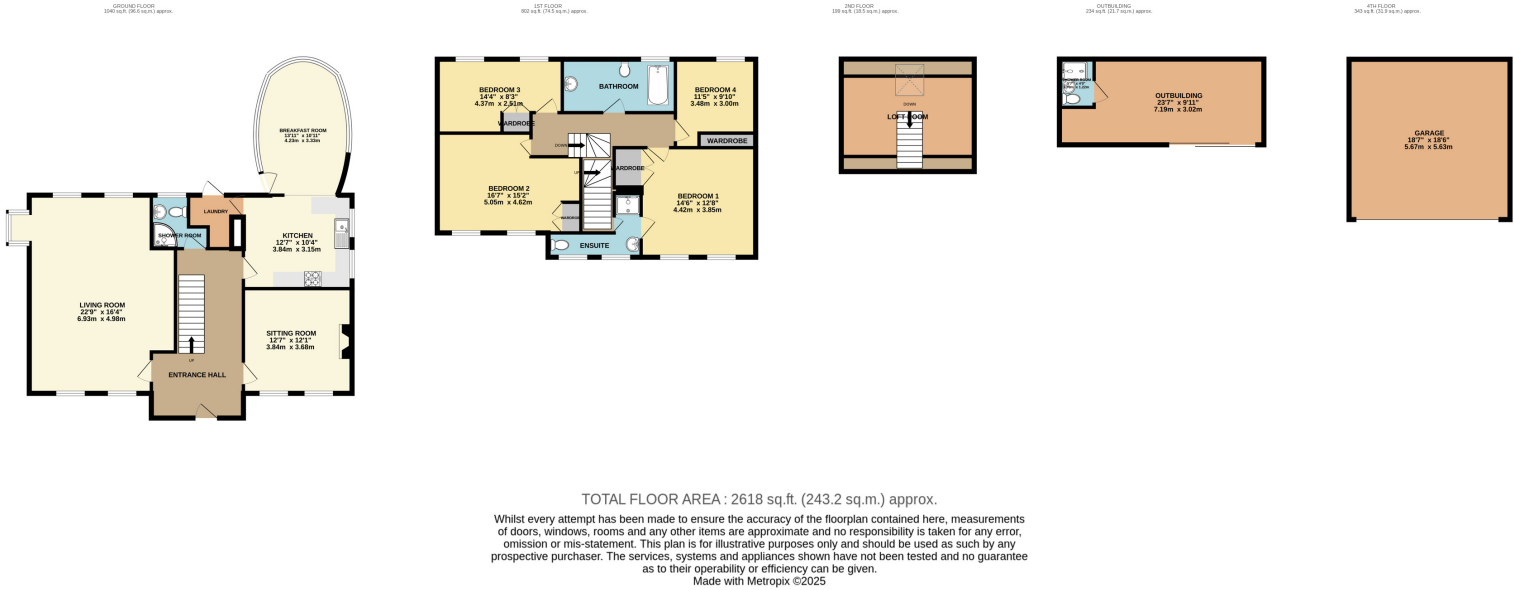 GROUND FLOOR
1040 sq.ft. (96.6 sq.m.) approx.
1ST FLOOR
802 sq.ft. (74.5 sq.m.) approx.
2ND FLOOR
199 sq.ft. (18.5 sq.m.) approx.
OUTBUILDING
234 sq.ft. (21.7 sq.m.) approx.
4TH FLOOR
343 sq.ft. (31.9 sq.m.) approx.
BREAKFAST ROOM
13'11" x 10'11"
4.23m x 3.33m
LAUNDRY
SHOWER ROOM
KITCHEN
12'7" x 10'4"
3.84m x 3.15m
LIVING ROOM
22'9" x 16'4"
6.93m x 4.98m
SITTING ROOM
12'7" x 12'1"
3.84m x 3.68m
UP
ENTRANCE HALL
BEDROOM 3
14'4" x 8'3"
4.37m x 2.51m
WARDROBE
BATHROOM
BEDROOM 4
11'5" x 9'10"
3.48m x 3.00m
WARDROBE
DOWN
UP
WARDROBE
BEDROOM 2
16'7" x 15'2"
5.05m x 4.62m
WARDROBE
BEDROOM 1
14'6" x 12'8"
4.42m x 3.85m
ENSUITE
DOWN
LOFT ROOM
SHOWER ROOM
OUTBUILDING
23'7" x 9'11"
7.19m x 3.02m
GARAGE
18'7" x 18'6"
5.67m x 5.63m
TOTAL FLOOR AREA : 2618 sq.ft. (243.2 sq.m.) approx.
Whilst every attempt has been made to ensure the accuracy of the floorplan contained here, measurements
of doors, windows, rooms and any other items are approximate and no responsibility is taken for any error,
omission or mis-statement. This plan is for illustrative purposes only and should be used as such by any
prospective purchaser. The services, systems and appliances shown have not been tested and no guarantee
as to their operability or efficiency can be given.
Made with Metropix ©2025